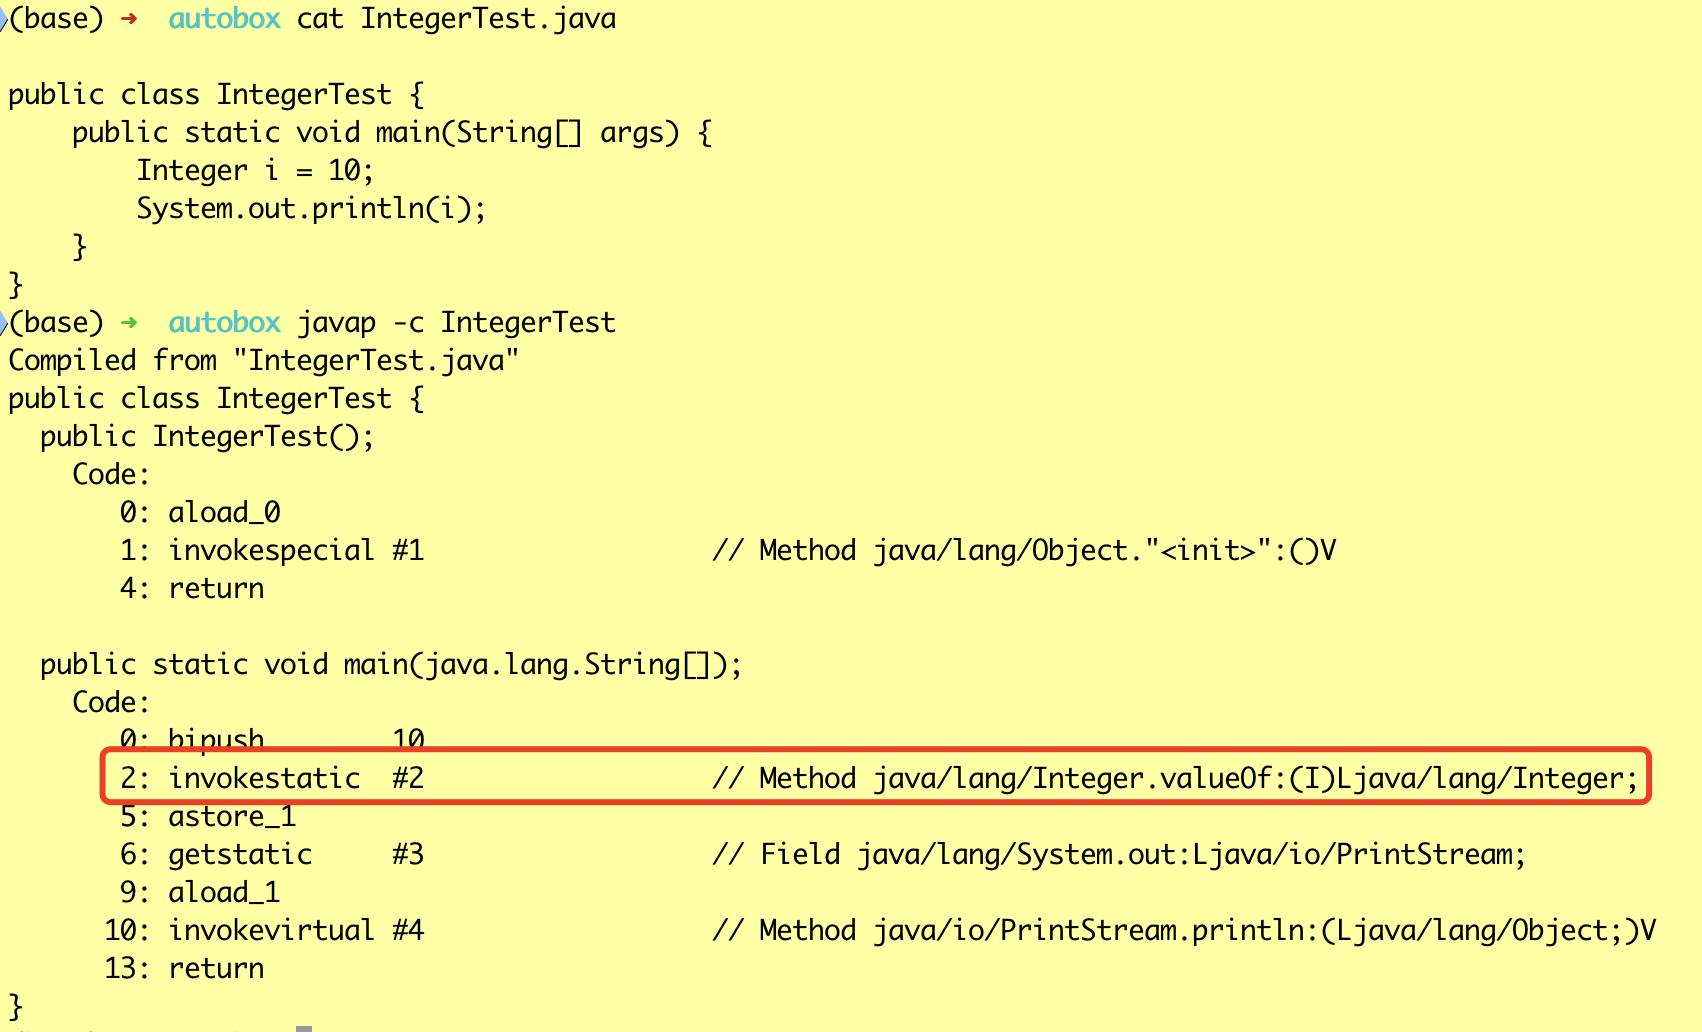 (base) ➜  autobox cat IntegerTest.java

public class IntegerTest {
    public static void main(String[] args) {
        Integer i = 10;
        System.out.println(i);
    }
}
(base) ➜  autobox javap -c IntegerTest
Compiled from "IntegerTest.java"
public class IntegerTest {
  public IntegerTest();
    Code:
       0: aload_0
       1: invokespecial #1                  // Method java/lang/Object."<init>":()V
       4: return

  public static void main(java.lang.String[]);
    Code:
       0: bipush        10
       2: invokestatic  #2                  // Method java/lang/Integer.valueOf:(I)Ljava/lang/Integer;
       5: astore_1
       6: getstatic     #3                  // Field java/lang/System.out:Ljava/io/PrintStream;
       9: aload_1
      10: invokevirtual #4                  // Method java/io/PrintStream.println:(Ljava/lang/Object;)V
      13: return
}